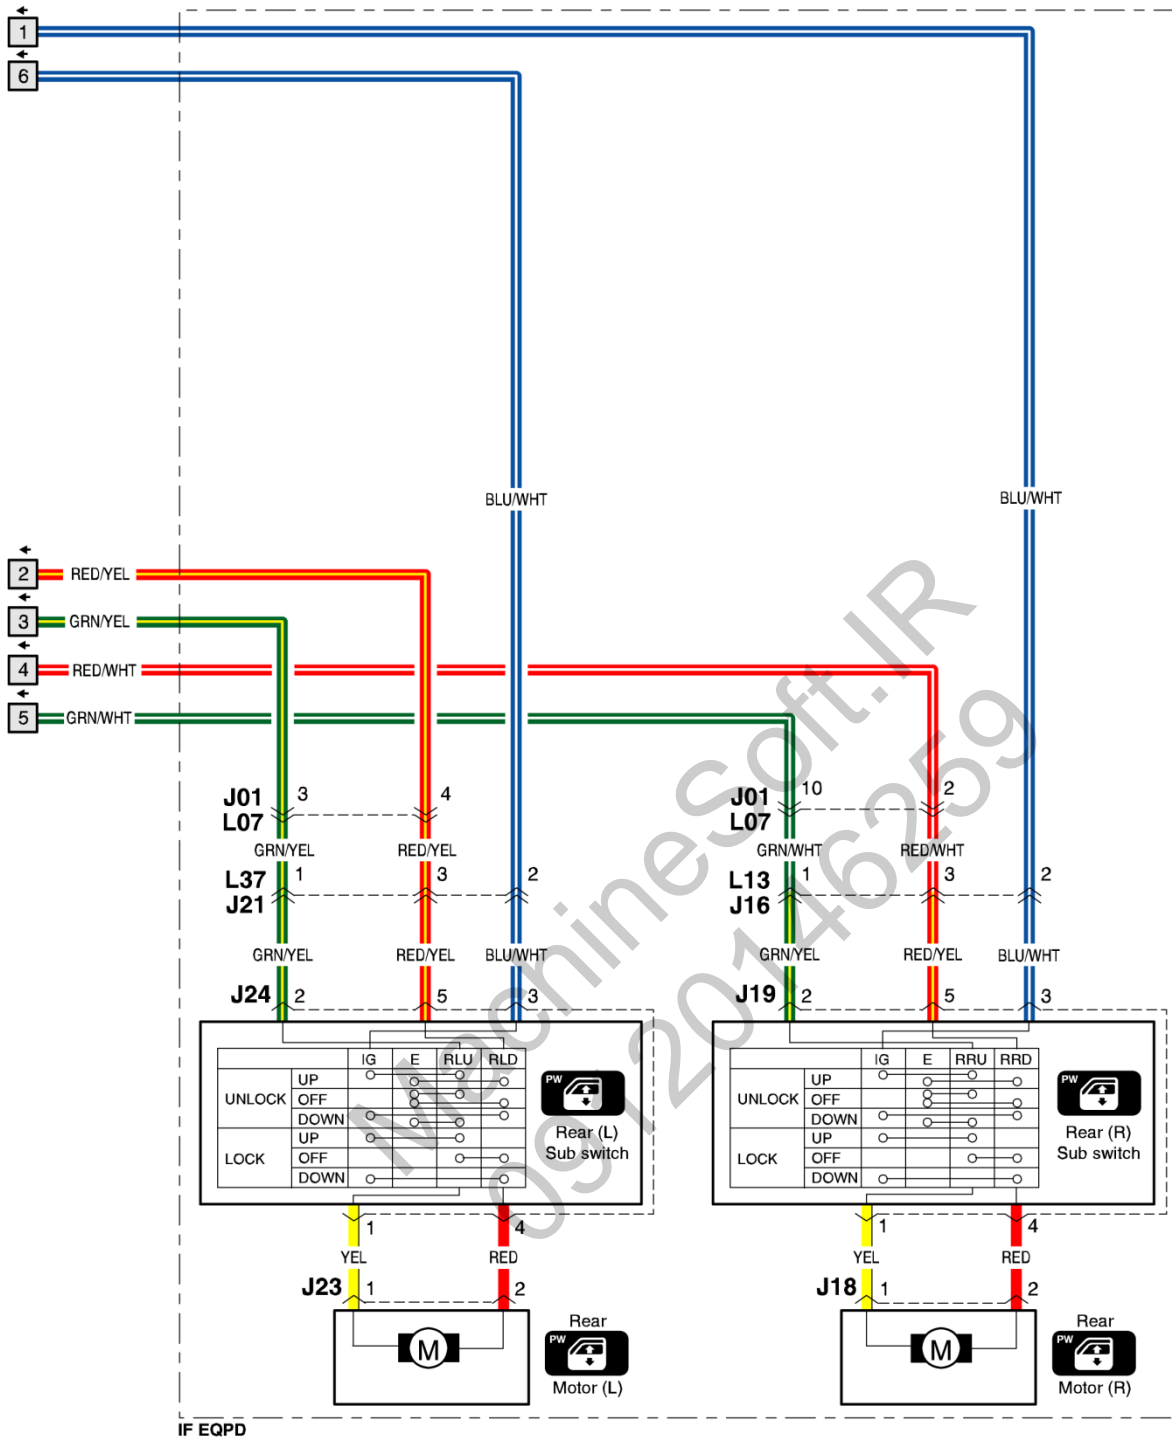 1
6
BLU/WHT BLU/WHT
2 RED/YEL
3 GRN/YEL
4 RED/WHT
5 GRN/WHT
J01 3 4 J01 10 2
L07 L07
GRN/YEL RED/YEL GRN/WHT RED/WHT
L37 1 3 2 L13 1 3 2
J21 J16
GRN/YEL RED/YEL BLU/WHT GRN/YEL RED/YEL BLU/WHT
J24 2 5 3 J19 2 5 3
IG E RLU RLD IG E RRU RRD
UP UP
UNLOCK OFF UNLOCK OFF
DOWN DOWN
UP UP
LOCK OFF LOCK OFF
DOWN DOWN
PW PW
Rear (L) Rear (R)
Sub switch Sub switch
1 4 1 4
YEL RED YEL RED
J23 1 2 J18 1 2
M M
Rear Rear
PW PW
Motor (L) Motor (R)
IF EQPD
MachineSoft.IR
09120146259